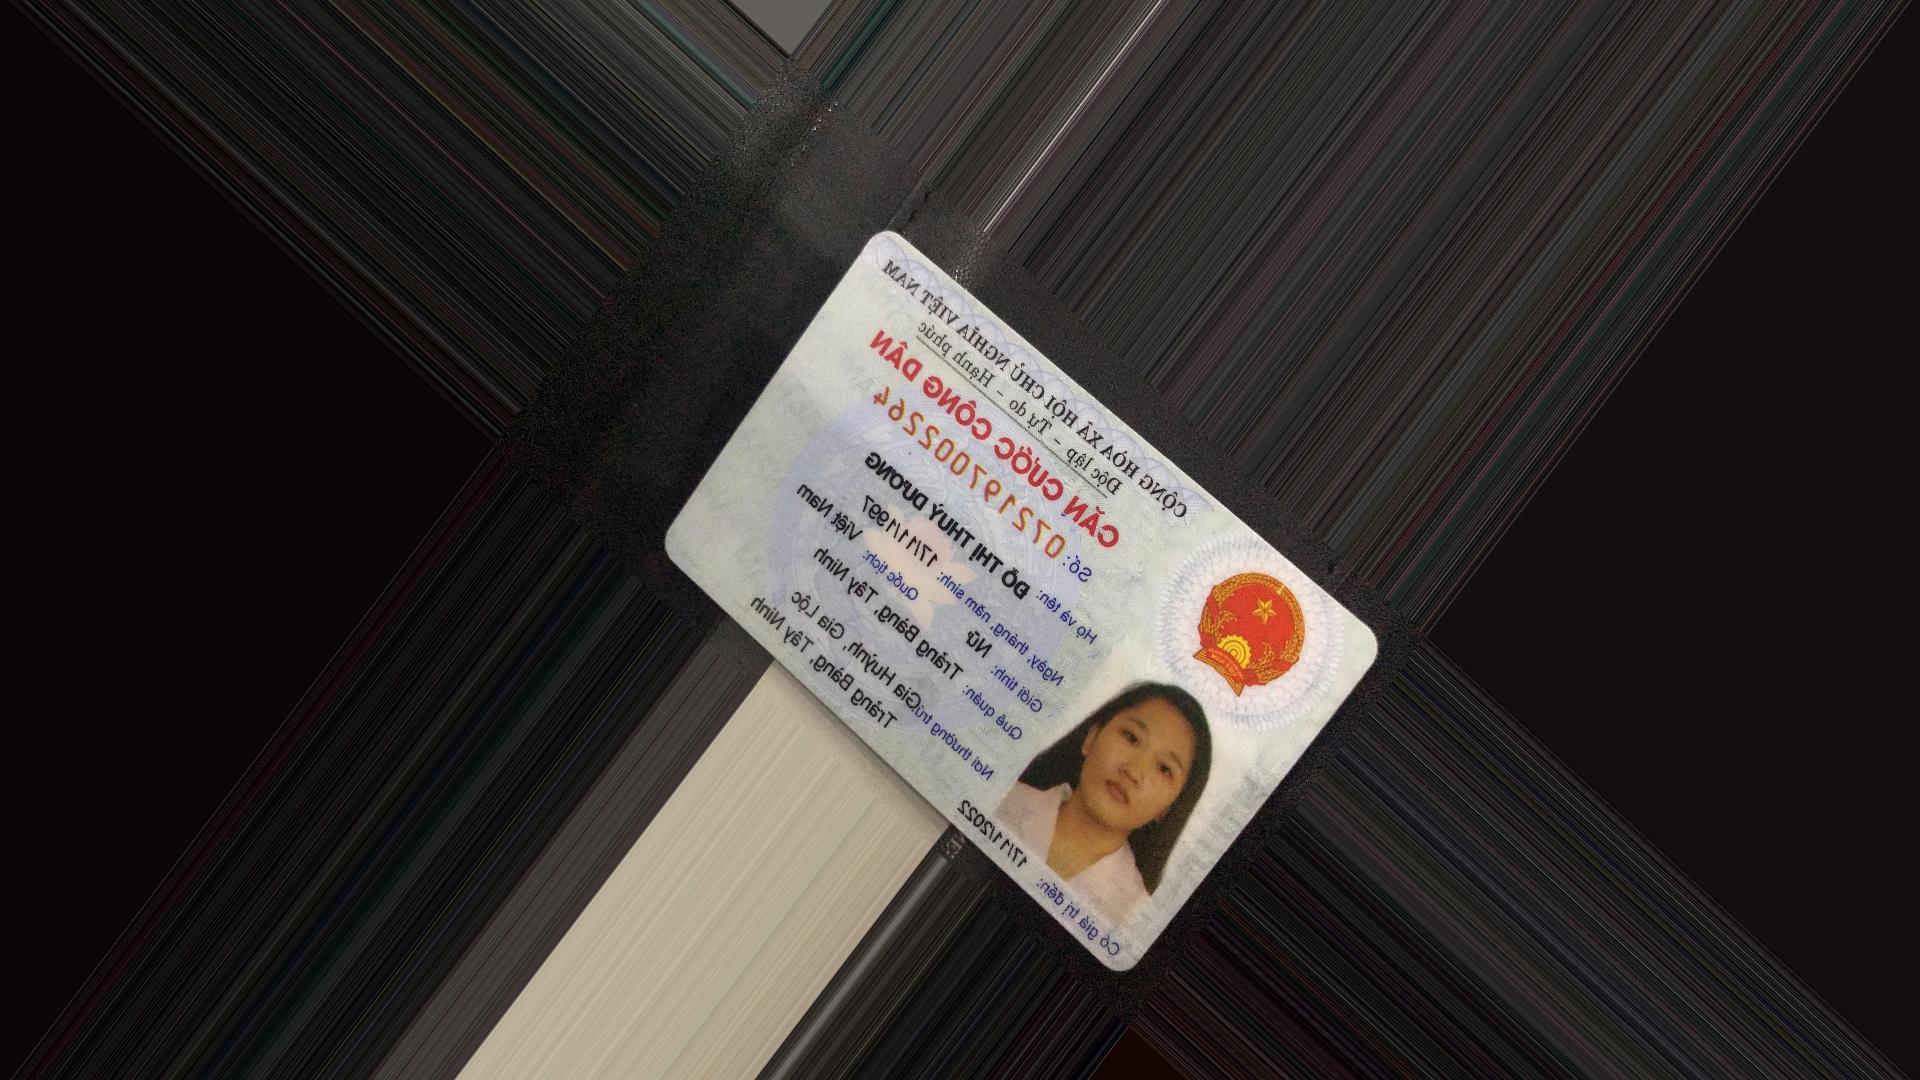 CỘNG HÒA XÃ HỘI CHỦ NGHĨA VIỆT NAM
Độc lập – Tự do – Hạnh phúc
CĂN CƯỚC CÔNG DÂN
Số: 072197002264
Họ và tên: ĐỖ THỊ THUỲ DƯƠNG
Ngày, tháng, năm sinh: 17/11/1997
Giới tính: Nữ Quốc tịch: Việt Nam
Quê quán: Trảng Bàng, Tây Ninh
Nơi thường trú: Gia Huỳnh, Gia Lộc
Trảng Bàng, Tây Ninh
Có giá trị đến: 17/11/2022